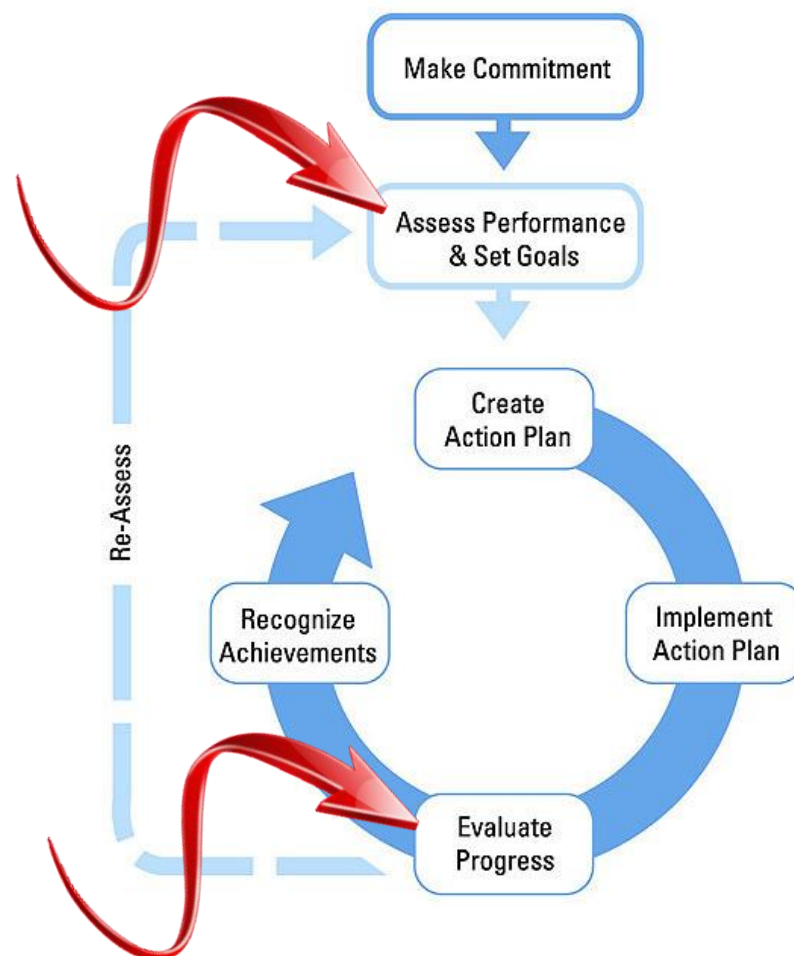 Make Commitment
Assess Performance
& Set Goals
Create
Action Plan
Re-Assess
Recognize
Achievements
Implement
Action Plan
Evaluate
Progress